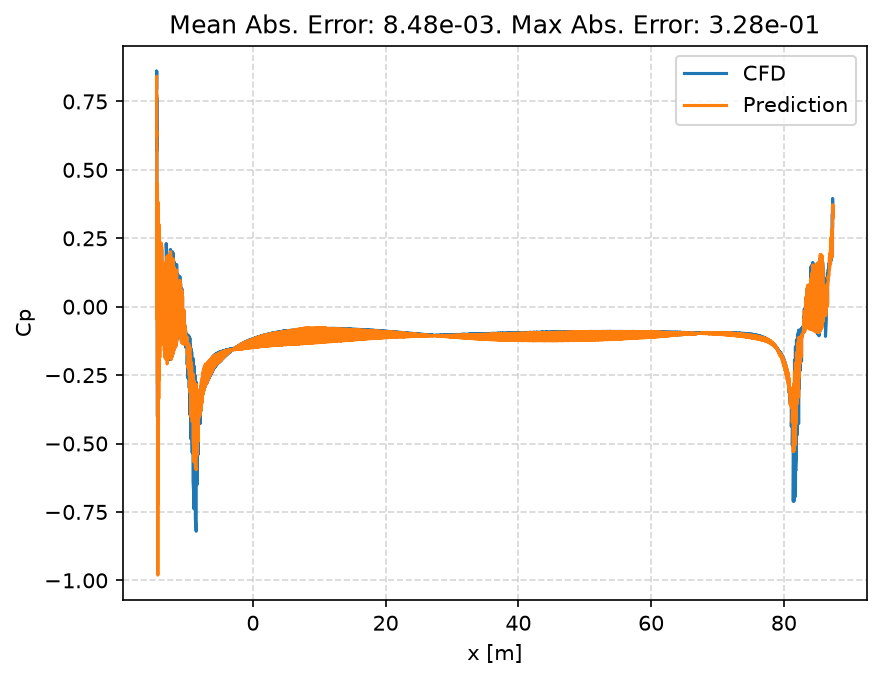 Mean Abs. Error: 8.48e-03. Max Abs. Error: 3.28e-01
CFD
Prediction
0.75
0.50
0.25
0.00
−0.25
−0.50
−0.75
−1.00
Cp
0 20 40 60 80
x [m]